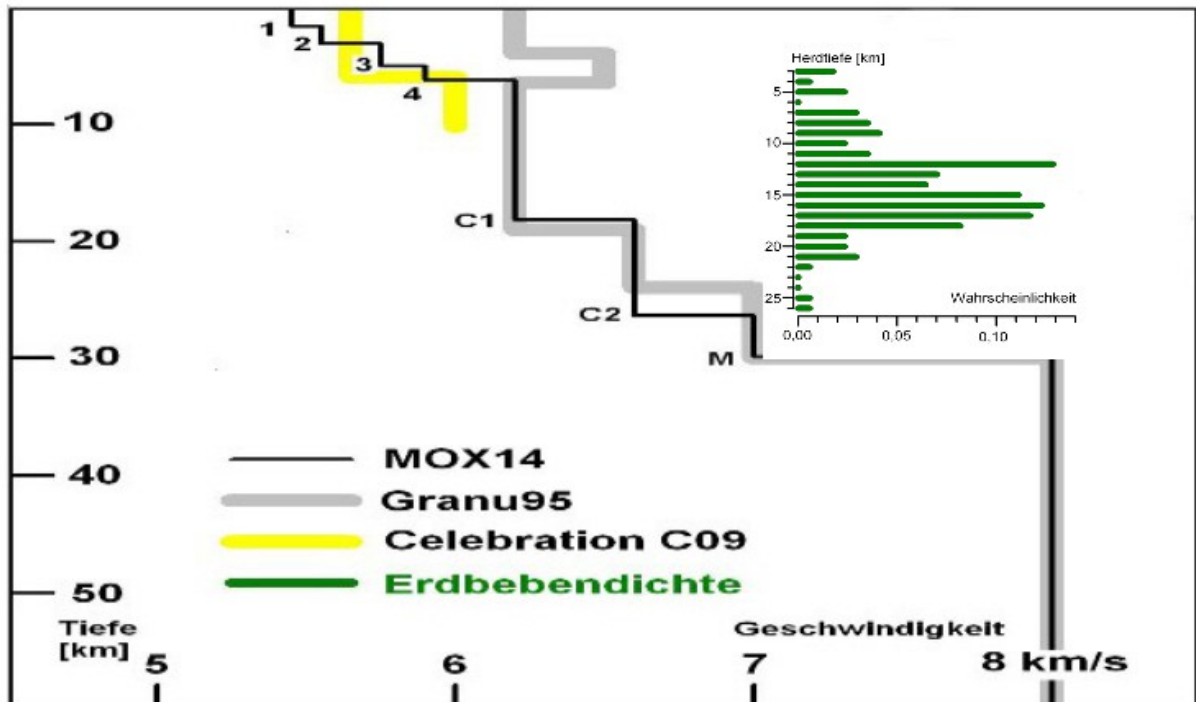 1
2
3
4
10
20
30
40
50
C1
C2
M
Herdtiefe [km]
5
10
15
20
25
Wahrscheinlichkeit
0,00
0,05
0,10
MOX14
Granu95
Celebration C09
Erdbebendichte
Tiefe
[km]
Geschwindigkeit
5
6
7
8 km/s